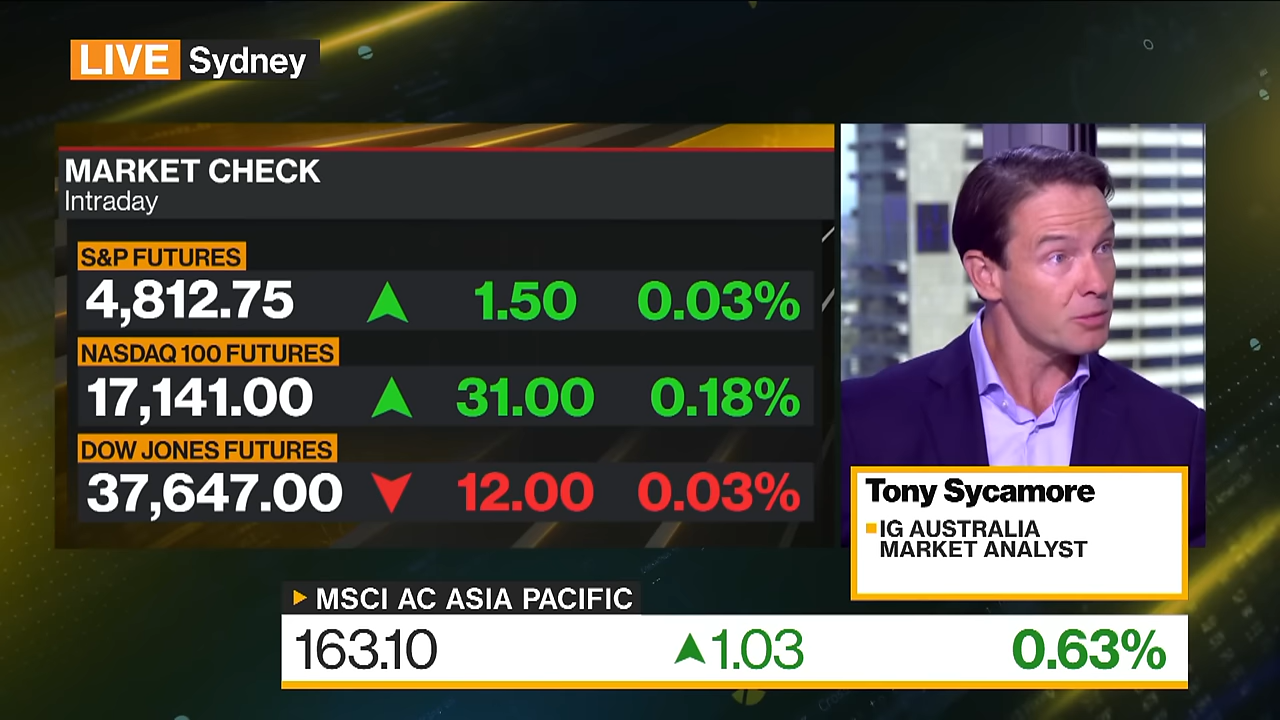 LIVE Sydney
MARKET CHECK
Intraday
S&P FUTURES
4,812.75 ▲ 1.50 0.03%
NASDAQ 100 FUTURES
17,141.00 ▲ 31.00 0.18%
DOW JONES FUTURES
37,647.00 ▼ 12.00 0.03%
Tony Sycamore
IG AUSTRALIA
MARKET ANALYST
MSCI AC ASIA PACIFIC
163.10 ▲1.03 0.63%